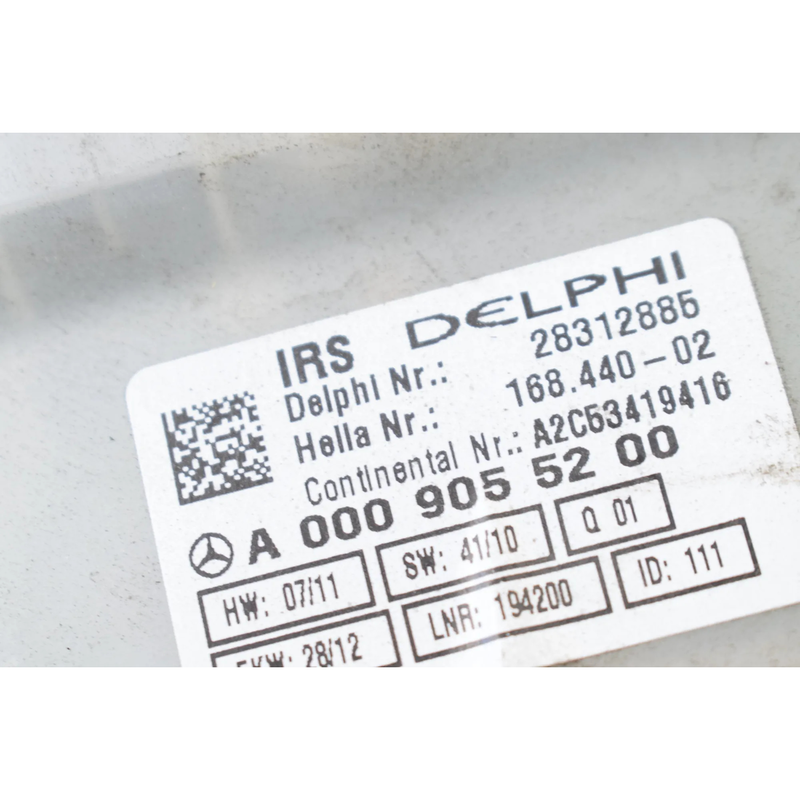 IRS DELPHI
Delphi Nr.: 28312885
Hella Nr.: 168.440-02
Continental Nr.: A2C53419416
A 000 905 52 00
HW: 07/11 SW: 41/10 Q 01
FKW: 28/12 LNR: 194200 ID: 111